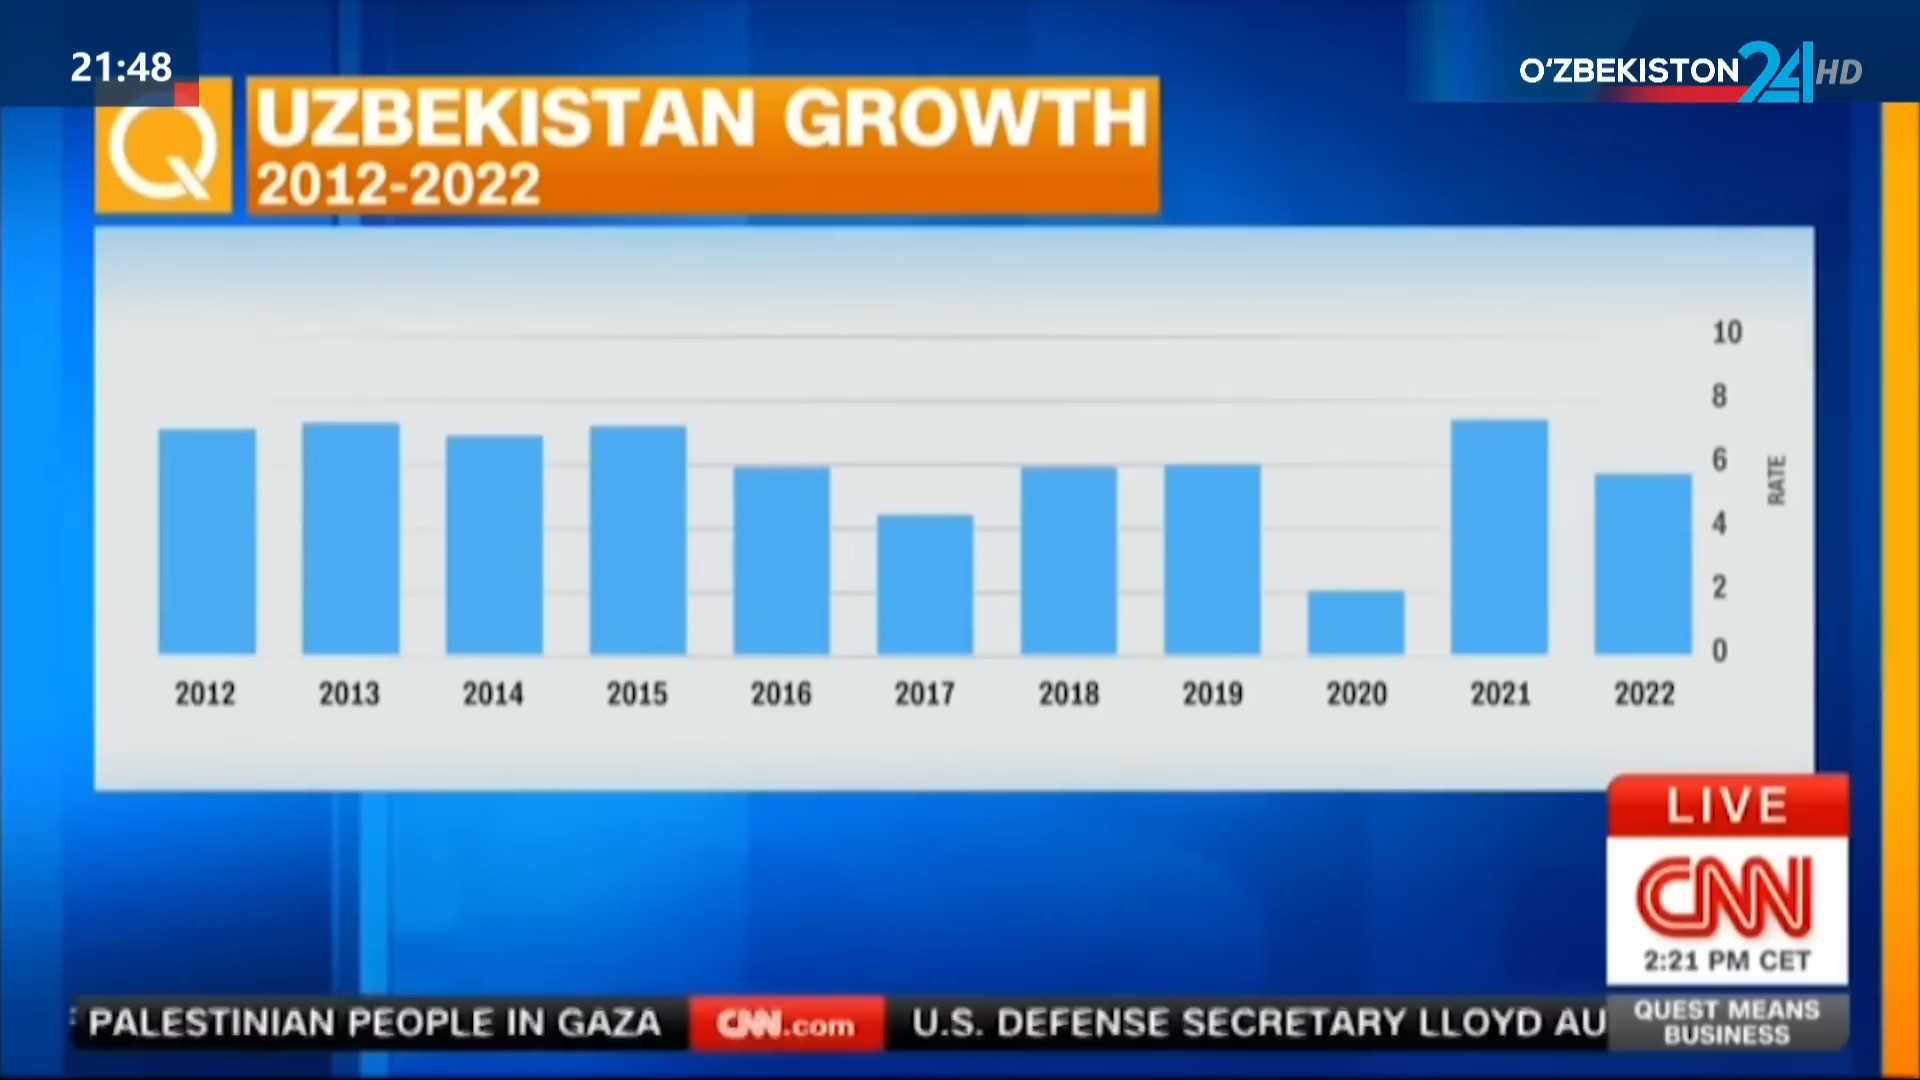 21:48
O‘ZBEKISTON 24 HD
Q
UZBEKISTAN GROWTH
2012-2022
10
8
6
4
2
0
RATE
2012 2013 2014 2015 2016 2017 2018 2019 2020 2021 2022
LIVE
CNN
2:21 PM CET
PALESTINIAN PEOPLE IN GAZA CNN.com U.S. DEFENSE SECRETARY LLOYD AU
QUEST MEANS
BUSINESS